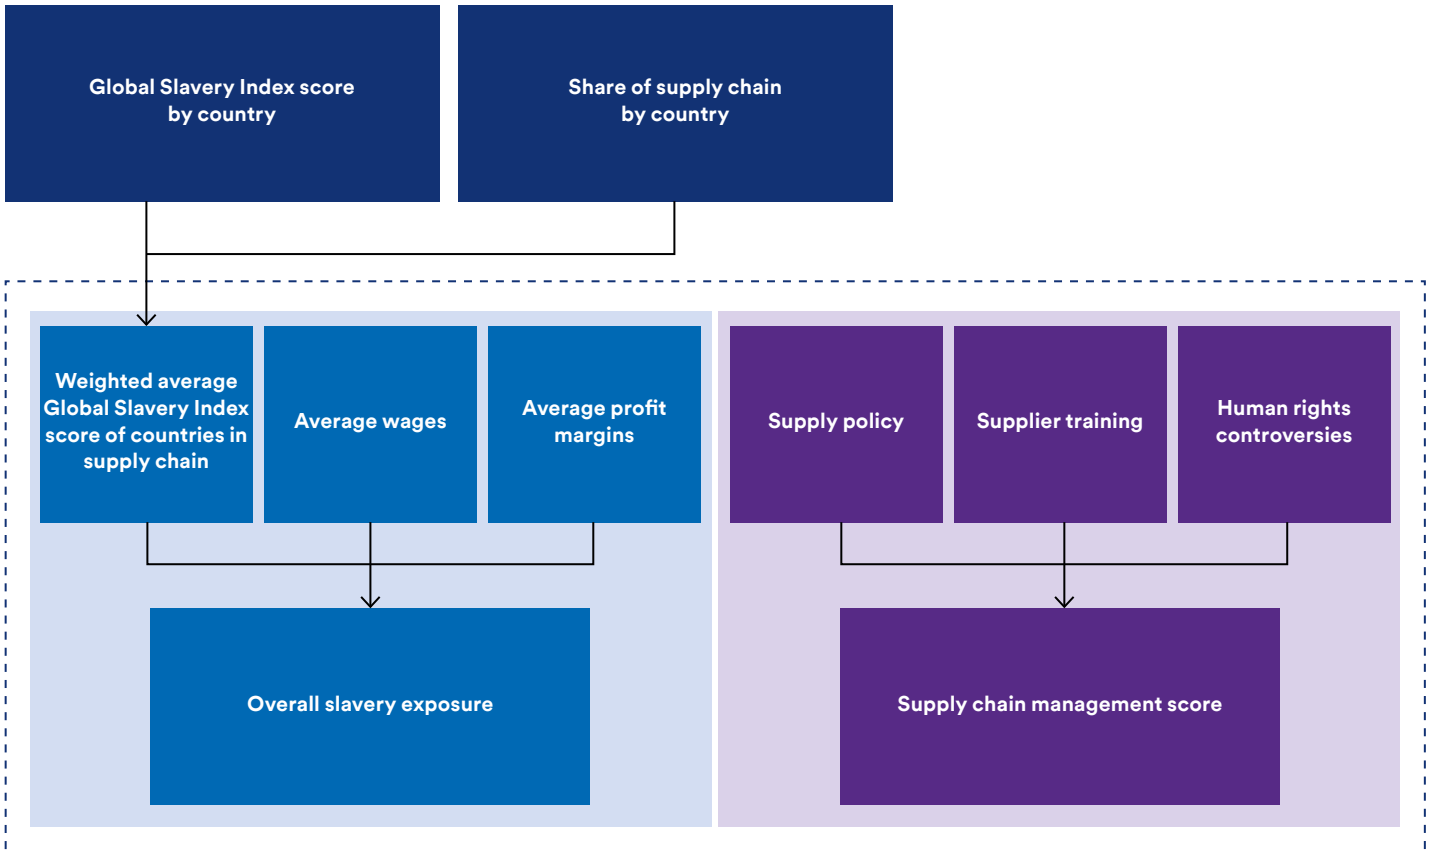 Global Slavery Index score
by country
Share of supply chain
by country
Weighted average
Global Slavery Index
score of countries in
supply chain
Average wages
Average profit
margins
Supply policy
Supplier training
Human rights
controversies
Overall slavery exposure
Supply chain management score